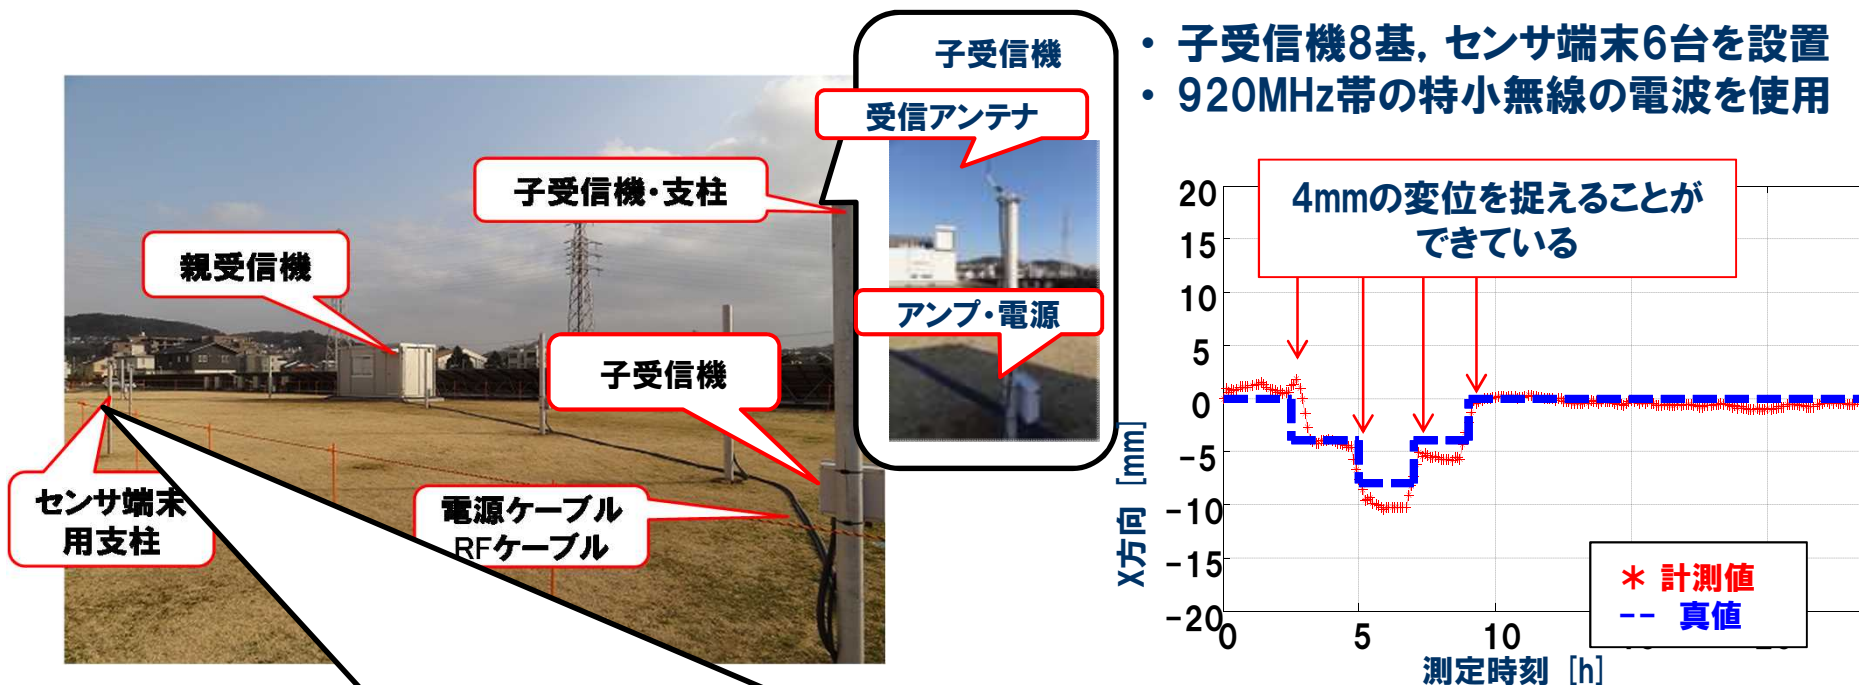 ・子受信機8基, センサ端末6台を設置
・920MHz帯の特小無線の電波を使用
子受信機
受信アンテナ
子受信機・支柱
親受信機
アンプ・電源
子受信機
センサ端末
用支柱
電源ケーブル
RFケーブル
4mmの変位を捉えることが
できている
20
15
10
5
0
-5
-10
-15
-20
X方向 [mm]
0 5 10
測定時刻 [h]
* 計測値
-- 真値